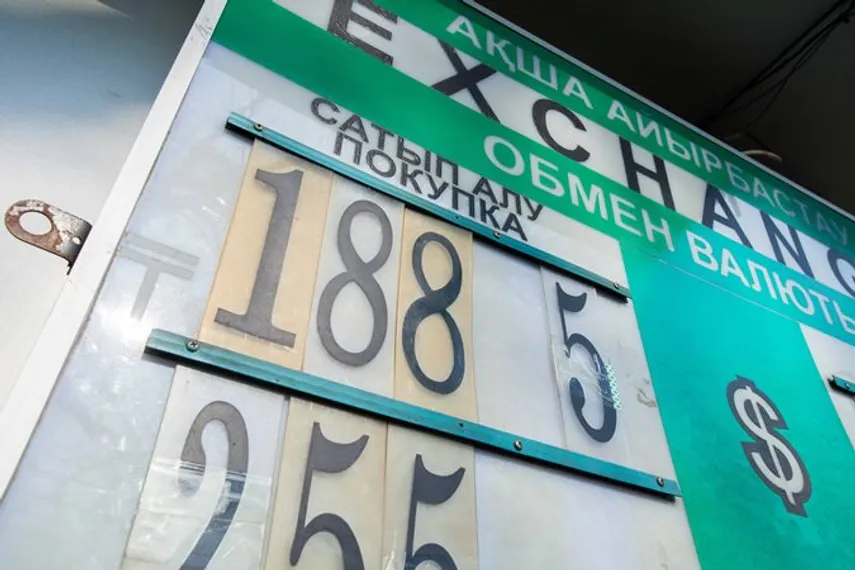 АҚША АЙЫРБАСТАУ
EXCHANG
ОБМЕН ВАЛЮТЫ
САТЫП АЛУ
ПОКУПКА
₸ 188 5 $
255